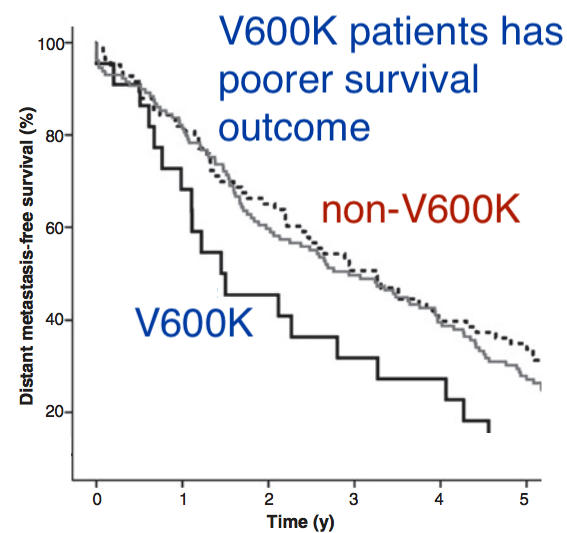 V600K patients has
poorer survival
outcome
non-V600K
V600K
Distant metastasis-free survival (%)
100
80
60
40
20
0 1 2 3 4 5
Time (y)